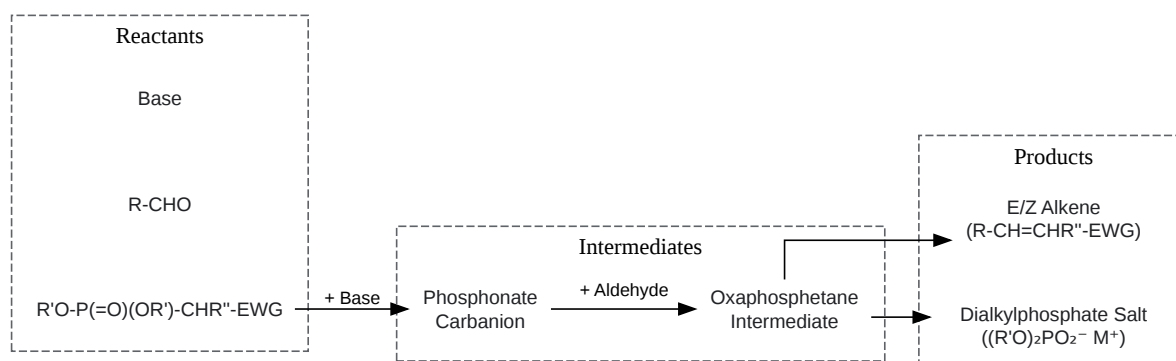 Reactants
Base
R-CHO
R'O-P(=O)(OR')-CHR"-EWG
+ Base
Intermediates
Phosphonate
Carbanion
+ Aldehyde
Oxaphosphetane
Intermediate
Products
E/Z Alkene
(R-CH=CHR"-EWG)
Dialkylphosphate Salt
((R'O)₂PO₂⁻ M⁺)